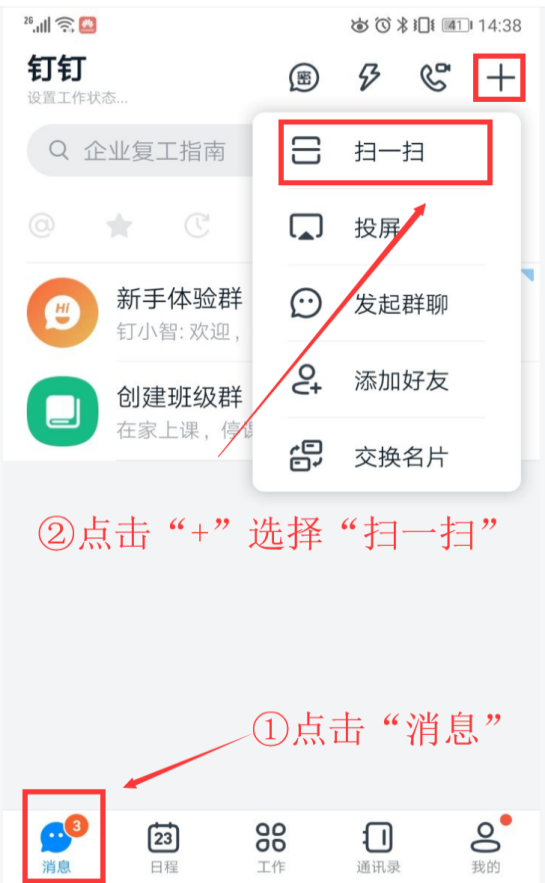 26 41 14:38
钉钉
设置工作状态...
密
企业复工指南
扫一扫
@
投屏
HI
新手体验群
钉小智: 欢迎,
发起群聊
创建班级群
在家上课，停课
添加好友
交换名片
②点击“+”选择“扫一扫”
①点击“消息”
3
23
消息 日程 工作 通讯录 我的